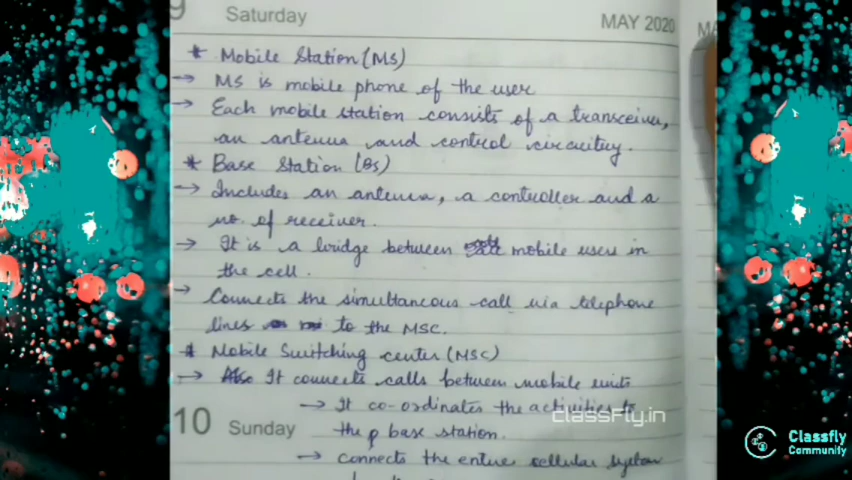 9 Saturday MAY 2020 MA
* Mobile Station (MS)
→ MS is mobile phone of the user
→ Each mobile station consists of a transceiver,
an antenna and control circuitry.
* Base Station (BS)
→ Includes an antenna, a controller and a
no. of receiver.
→ It is a bridge between mobile users in
the cell.
→ Connects the simultaneous call via telephone
lines to the MSC.
* Mobile Switching center (MSC)
→ It connects calls between mobile units
→ It co-ordinates the activities to
10 Sunday the p base station.
→ connects the entire cellular system
ClassFly.in
Classfly
Community